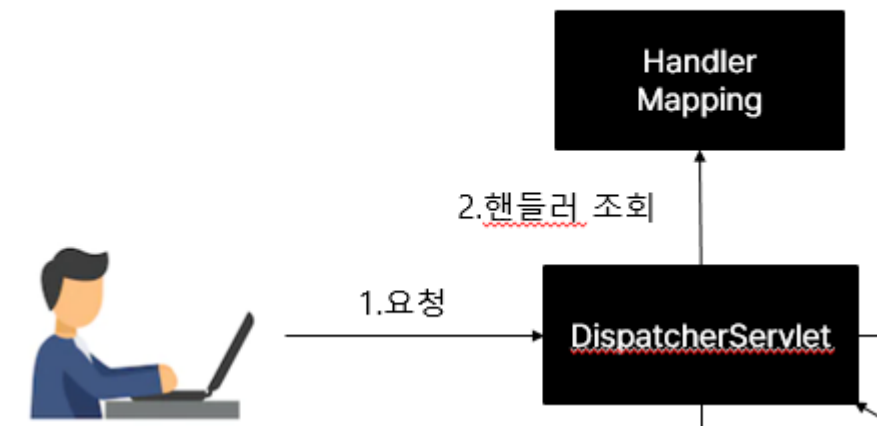 Handler
Mapping
2.핸들러 조회
1.요청
DispatcherServlet